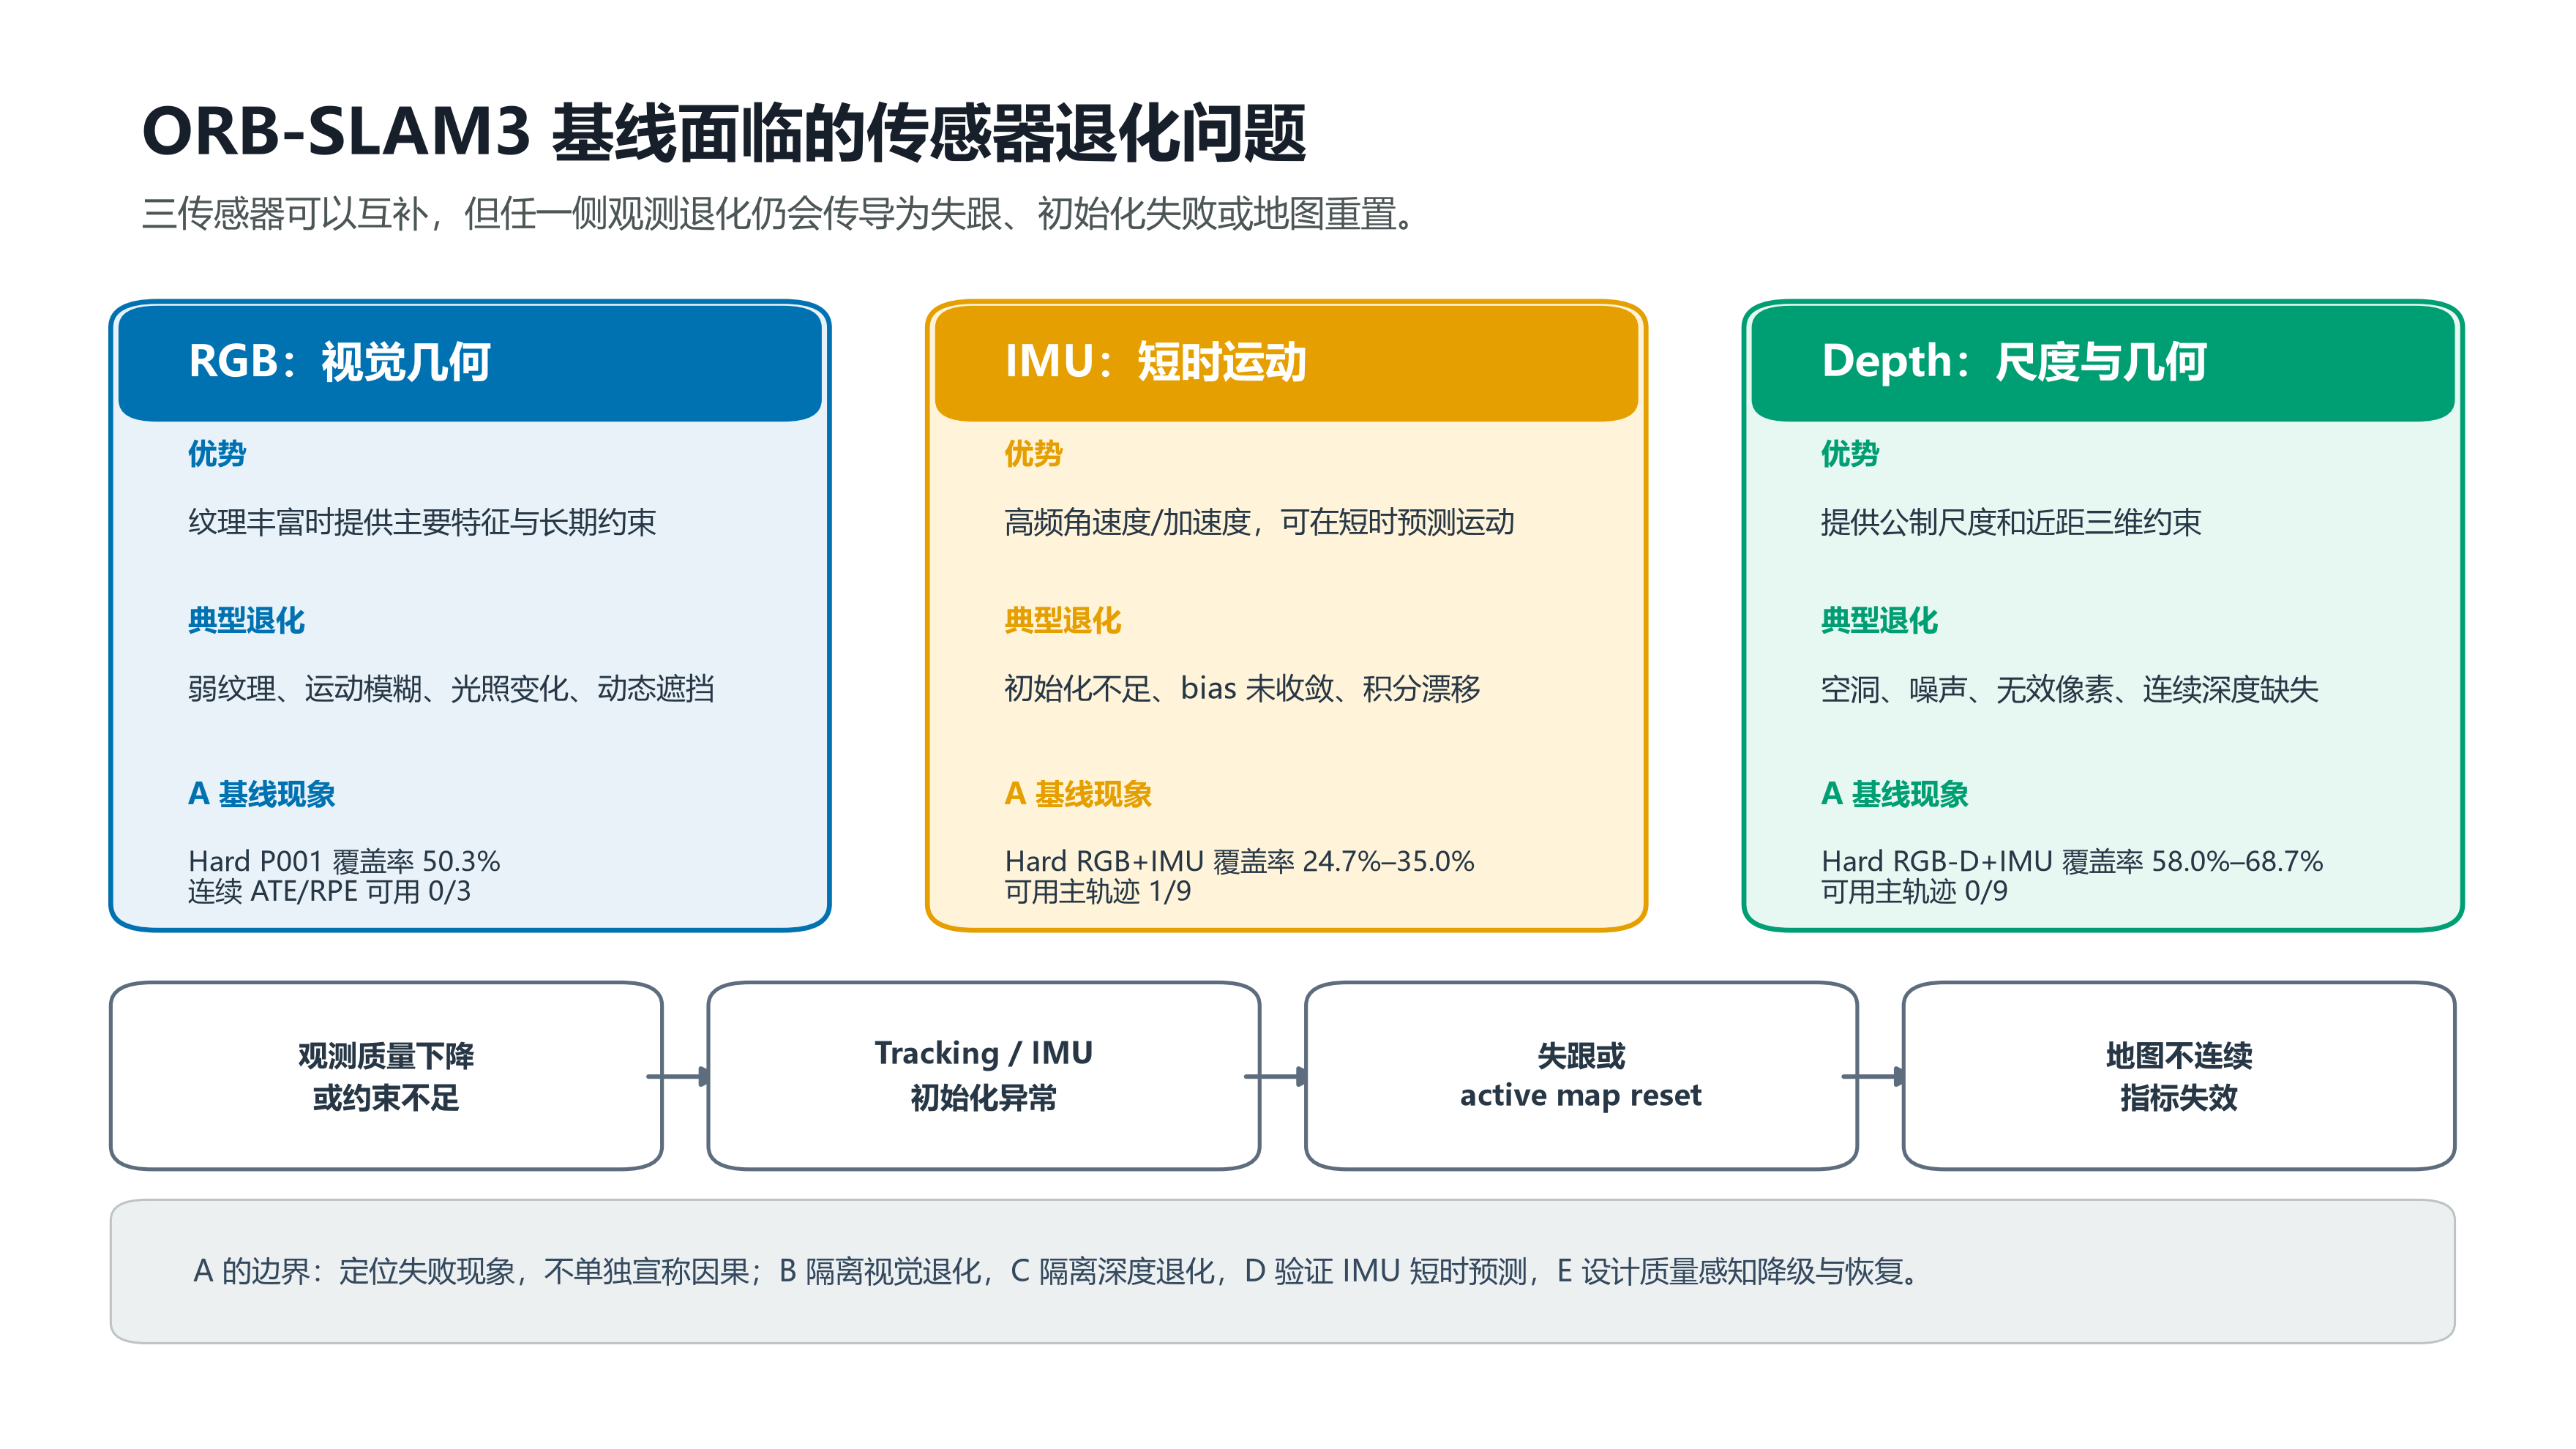 ORB-SLAM3 基线面临的传感器退化问题
三传感器可以互补，但任一侧观测退化仍会传导为失跟、初始化失败或地图重置。
RGB：视觉几何
优势
纹理丰富时提供主要特征与长期约束
典型退化
弱纹理、运动模糊、光照变化、动态遮挡
A 基线现象
Hard P001 覆盖率 50.3%
连续 ATE/RPE 可用 0/3
IMU：短时运动
优势
高频角速度/加速度，可在短时预测运动
典型退化
初始化不足、bias 未收敛、积分漂移
A 基线现象
Hard RGB+IMU 覆盖率 24.7%–35.0%
可用主轨迹 1/9
Depth：尺度与几何
优势
提供公制尺度和近距三维约束
典型退化
空洞、噪声、无效像素、连续深度缺失
A 基线现象
Hard RGB-D+IMU 覆盖率 58.0%–68.7%
可用主轨迹 0/9
观测质量下降
或约束不足
Tracking / IMU
初始化异常
失跟或
active map reset
地图不连续
指标失效
A 的边界：定位失败现象，不单独宣称因果；B 隔离视觉退化，C 隔离深度退化，D 验证 IMU 短时预测，E 设计质量感知降级与恢复。